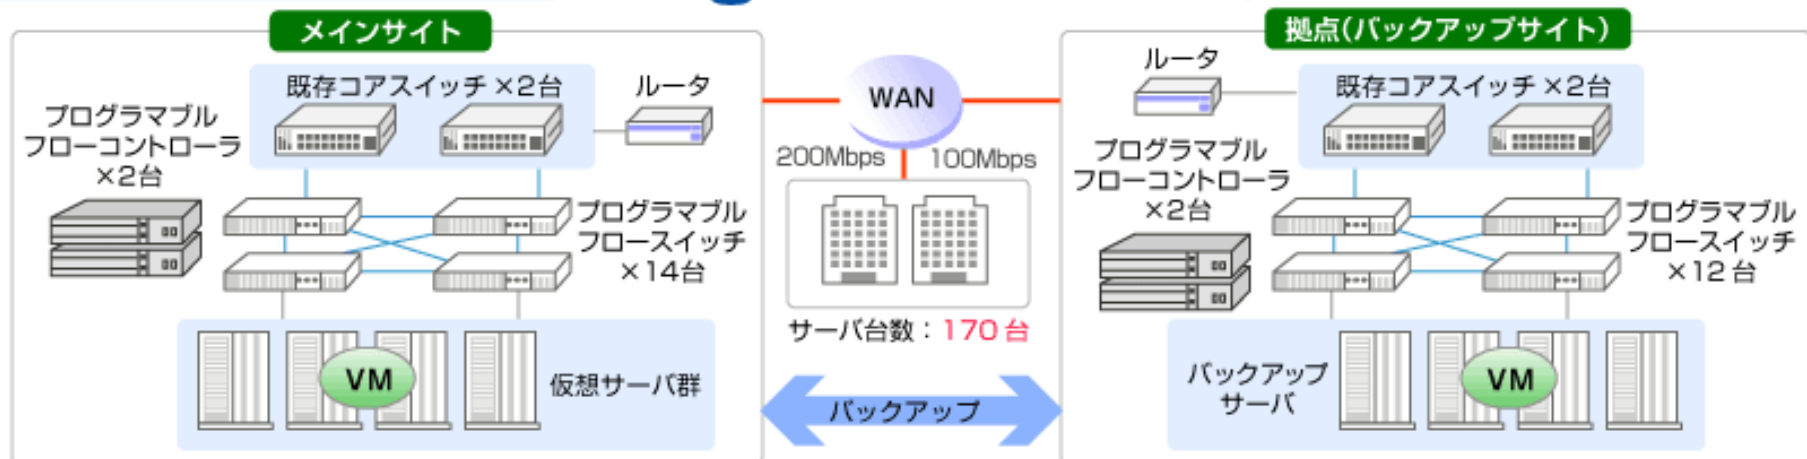 メインサイト
既存コアスイッチ×2台
ルータ
プログラマブル
フローコントローラ
×2台
プログラマブル
フロースイッチ
×14台
VM
仮想サーバ群
WAN
200Mbps
100Mbps
サーバ台数：170台
バックアップ
拠点(バックアップサイト)
ルータ
既存コアスイッチ×2台
プログラマブル
フローコントローラ
×2台
プログラマブル
フロースイッチ
×12台
バックアップ
サーバ
VM